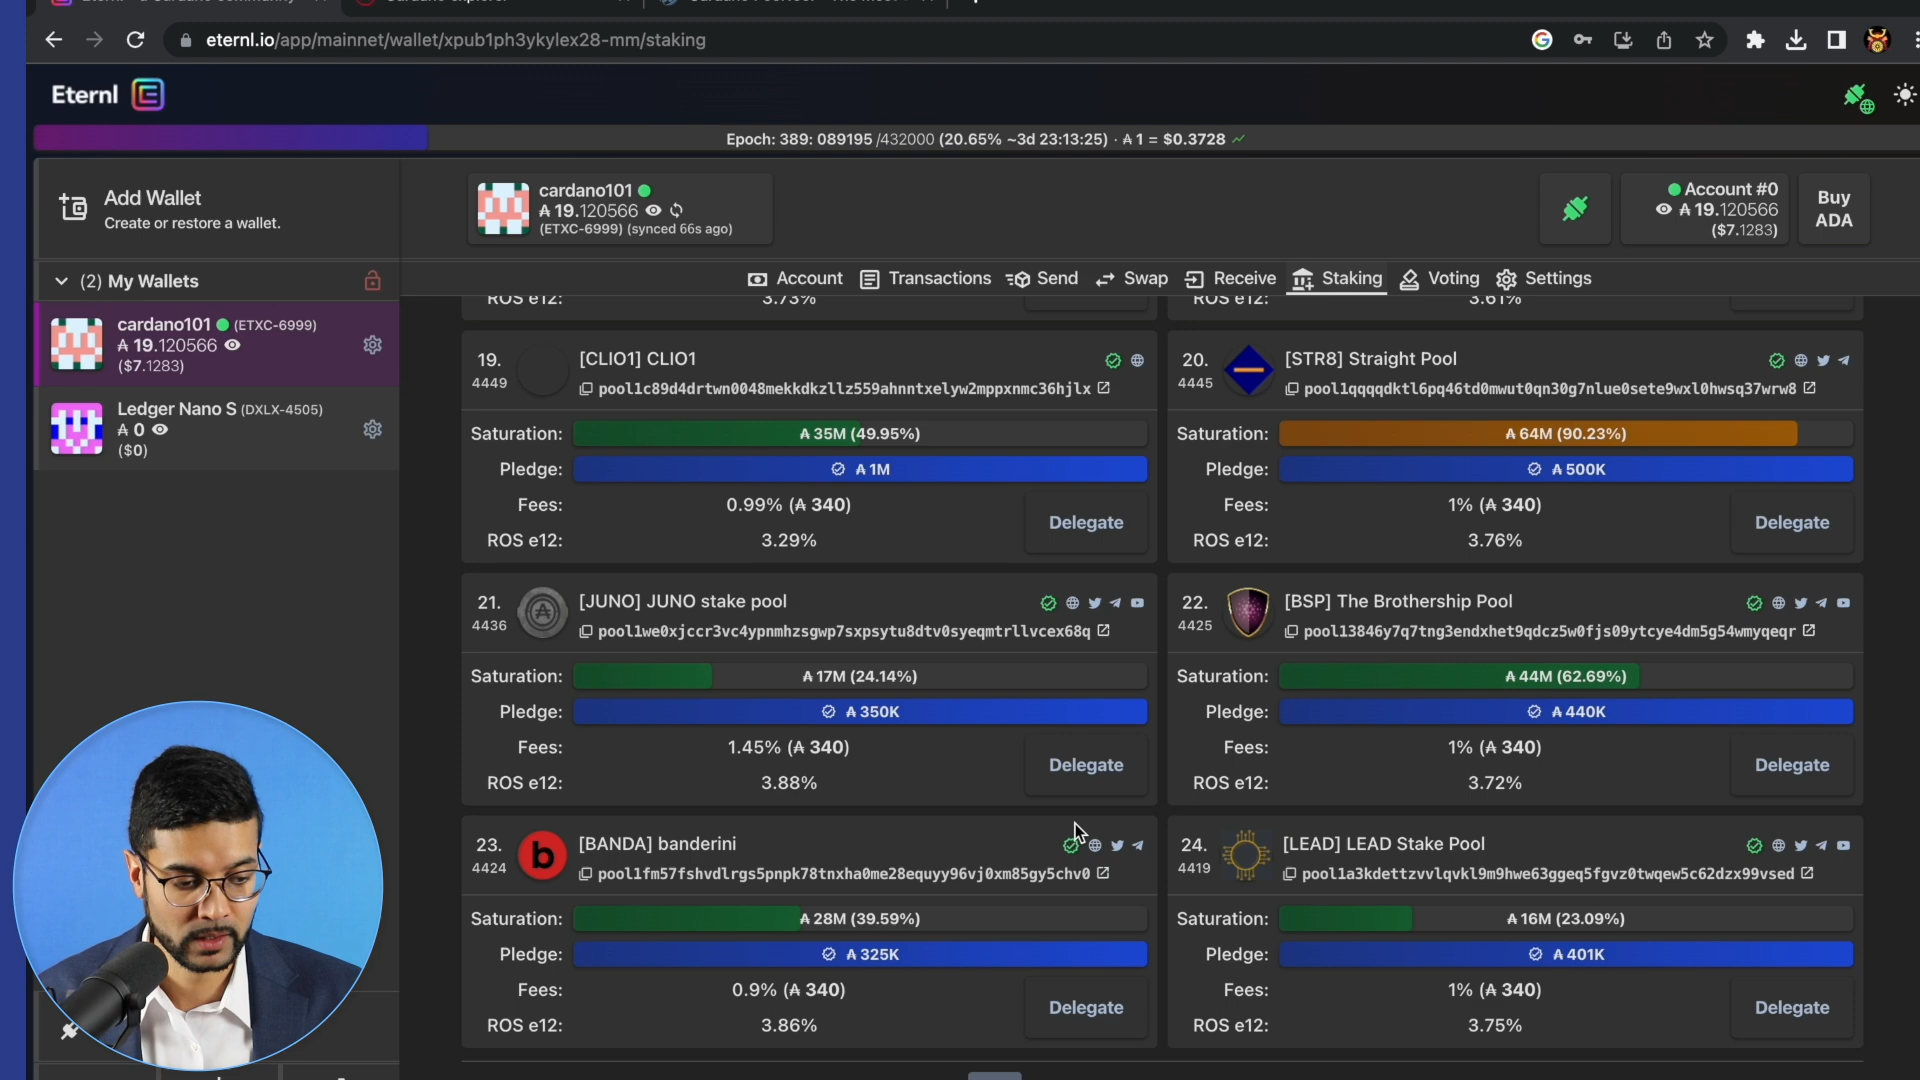 eternl.io/app/mainnet/wallet/xpub1ph3ykylex28-mm/staking
Eternl
Epoch: 389: 089195 /432000 (20.65% ~3d 23:13:25) · ₳ 1 = $0.3728
Add Wallet
Create or restore a wallet.
cardano101
₳ 19.120566
(ETXC-6999) (synced 66s ago)
Account #0
₳ 19.120566
($7.1283)
Buy
ADA
(2) My Wallets
Account Transactions Send Swap Receive Staking Voting Settings
cardano101 (ETXC-6999)
₳ 19.120566
($7.1283)
Ledger Nano S (DXLX-4505)
₳ 0
($0)
ROS e12: 3.73%
ROS e12: 3.61%
19. [CLIO1] CLIO1
4449 pool1c89d4drtwn0048mekkdkzllz559ahnntxelyw2mppxnmc36hjlx
Saturation: ₳ 35M (49.95%)
Pledge: ₳ 1M
Fees: 0.99% (₳ 340)
Delegate
ROS e12: 3.29%
20. [STR8] Straight Pool
4445 pool1qqqqdktl6pq46td0mwut0qn30g7nlue0sete9wxl0hwsq37wrw8
Saturation: ₳ 64M (90.23%)
Pledge: ₳ 500K
Fees: 1% (₳ 340)
Delegate
ROS e12: 3.76%
21. [JUNO] JUNO stake pool
4436 pool1we0xjccr3vc4ypnmhzsgwp7sxpsytu8dtv0syeqmtrllvcex68q
Saturation: ₳ 17M (24.14%)
Pledge: ₳ 350K
Fees: 1.45% (₳ 340)
Delegate
ROS e12: 3.88%
22. [BSP] The Brothership Pool
4425 pool13846y7q7tng3endxhet9qdcz5w0fjs09ytcye4dm5g54wmyqeqr
Saturation: ₳ 44M (62.69%)
Pledge: ₳ 440K
Fees: 1% (₳ 340)
Delegate
ROS e12: 3.72%
23. [BANDA] banderini
4424 pool1fm57fshvdlrgs5pnpk78tnxha0me28equyy96vj0xm85gy5chv0
Saturation: ₳ 28M (39.59%)
Pledge: ₳ 325K
Fees: 0.9% (₳ 340)
Delegate
ROS e12: 3.86%
24. [LEAD] LEAD Stake Pool
4419 pool1a3kdettzvvlqvkl9m9hwe63ggeq5fgvz0twqew5c62dzx99vsed
Saturation: ₳ 16M (23.09%)
Pledge: ₳ 401K
Fees: 1% (₳ 340)
Delegate
ROS e12: 3.75%